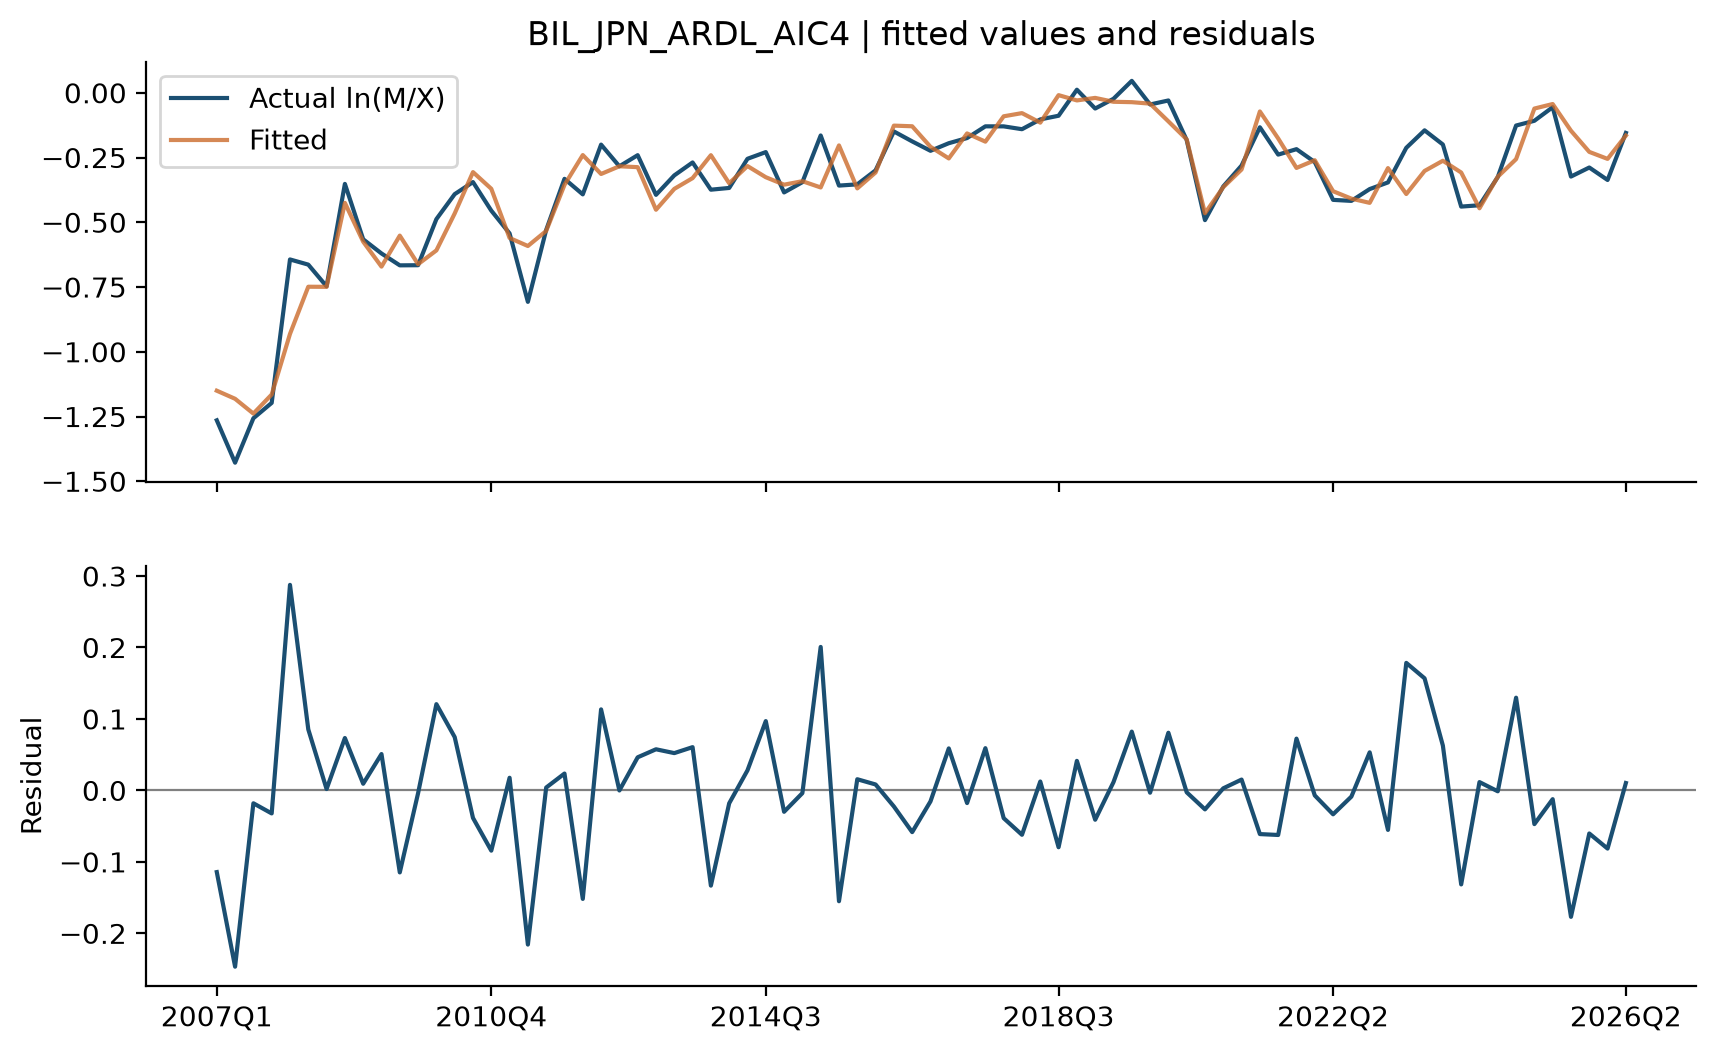 BIL_JPN_ARDL_AIC4 | fitted values and residuals
Actual ln(M/X)
Fitted
0.00
−0.25
−0.50
−0.75
−1.00
−1.25
−1.50
Residual
0.3
0.2
0.1
0.0
−0.1
−0.2
2007Q1 2010Q4 2014Q3 2018Q3 2022Q2 2026Q2